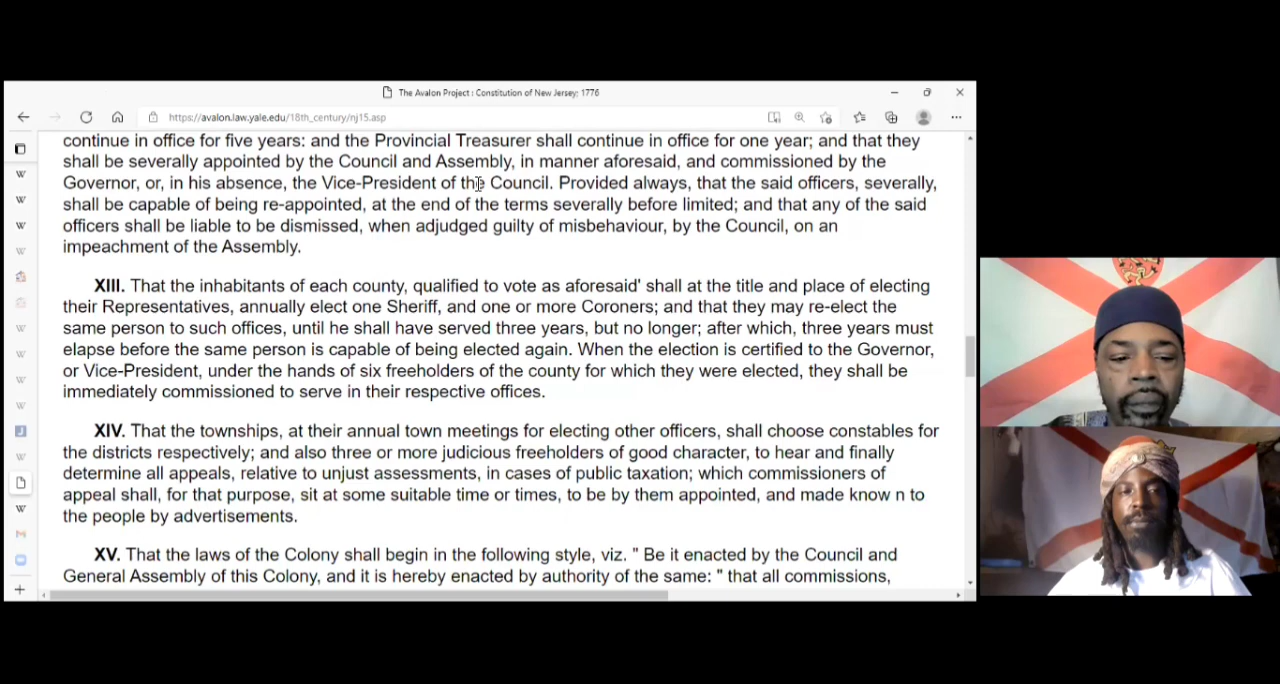 The Avalon Project : Constitution of New Jersey; 1776
https://avalon.law.yale.edu/18th_century/nj15.asp
continue in office for five years: and the Provincial Treasurer shall continue in office for one year; and that they
shall be severally appointed by the Council and Assembly, in manner aforesaid, and commissioned by the
Governor, or, in his absence, the Vice-President of the Council. Provided always, that the said officers, severally,
shall be capable of being re-appointed, at the end of the terms severally before limited; and that any of the said
officers shall be liable to be dismissed, when adjudged guilty of misbehaviour, by the Council, on an
impeachment of the Assembly.
XIII. That the inhabitants of each county, qualified to vote as aforesaid' shall at the title and place of electing
their Representatives, annually elect one Sheriff, and one or more Coroners; and that they may re-elect the
same person to such offices, until he shall have served three years, but no longer; after which, three years must
elapse before the same person is capable of being elected again. When the election is certified to the Governor,
or Vice-President, under the hands of six freeholders of the county for which they were elected, they shall be
immediately commissioned to serve in their respective offices.
XIV. That the townships, at their annual town meetings for electing other officers, shall choose constables for
the districts respectively; and also three or more judicious freeholders of good character, to hear and finally
determine all appeals, relative to unjust assessments, in cases of public taxation; which commissioners of
appeal shall, for that purpose, sit at some suitable time or times, to be by them appointed, and made know n to
the people by advertisements.
XV. That the laws of the Colony shall begin in the following style, viz. " Be it enacted by the Council and
General Assembly of this Colony, and it is hereby enacted by authority of the same: " that all commissions,